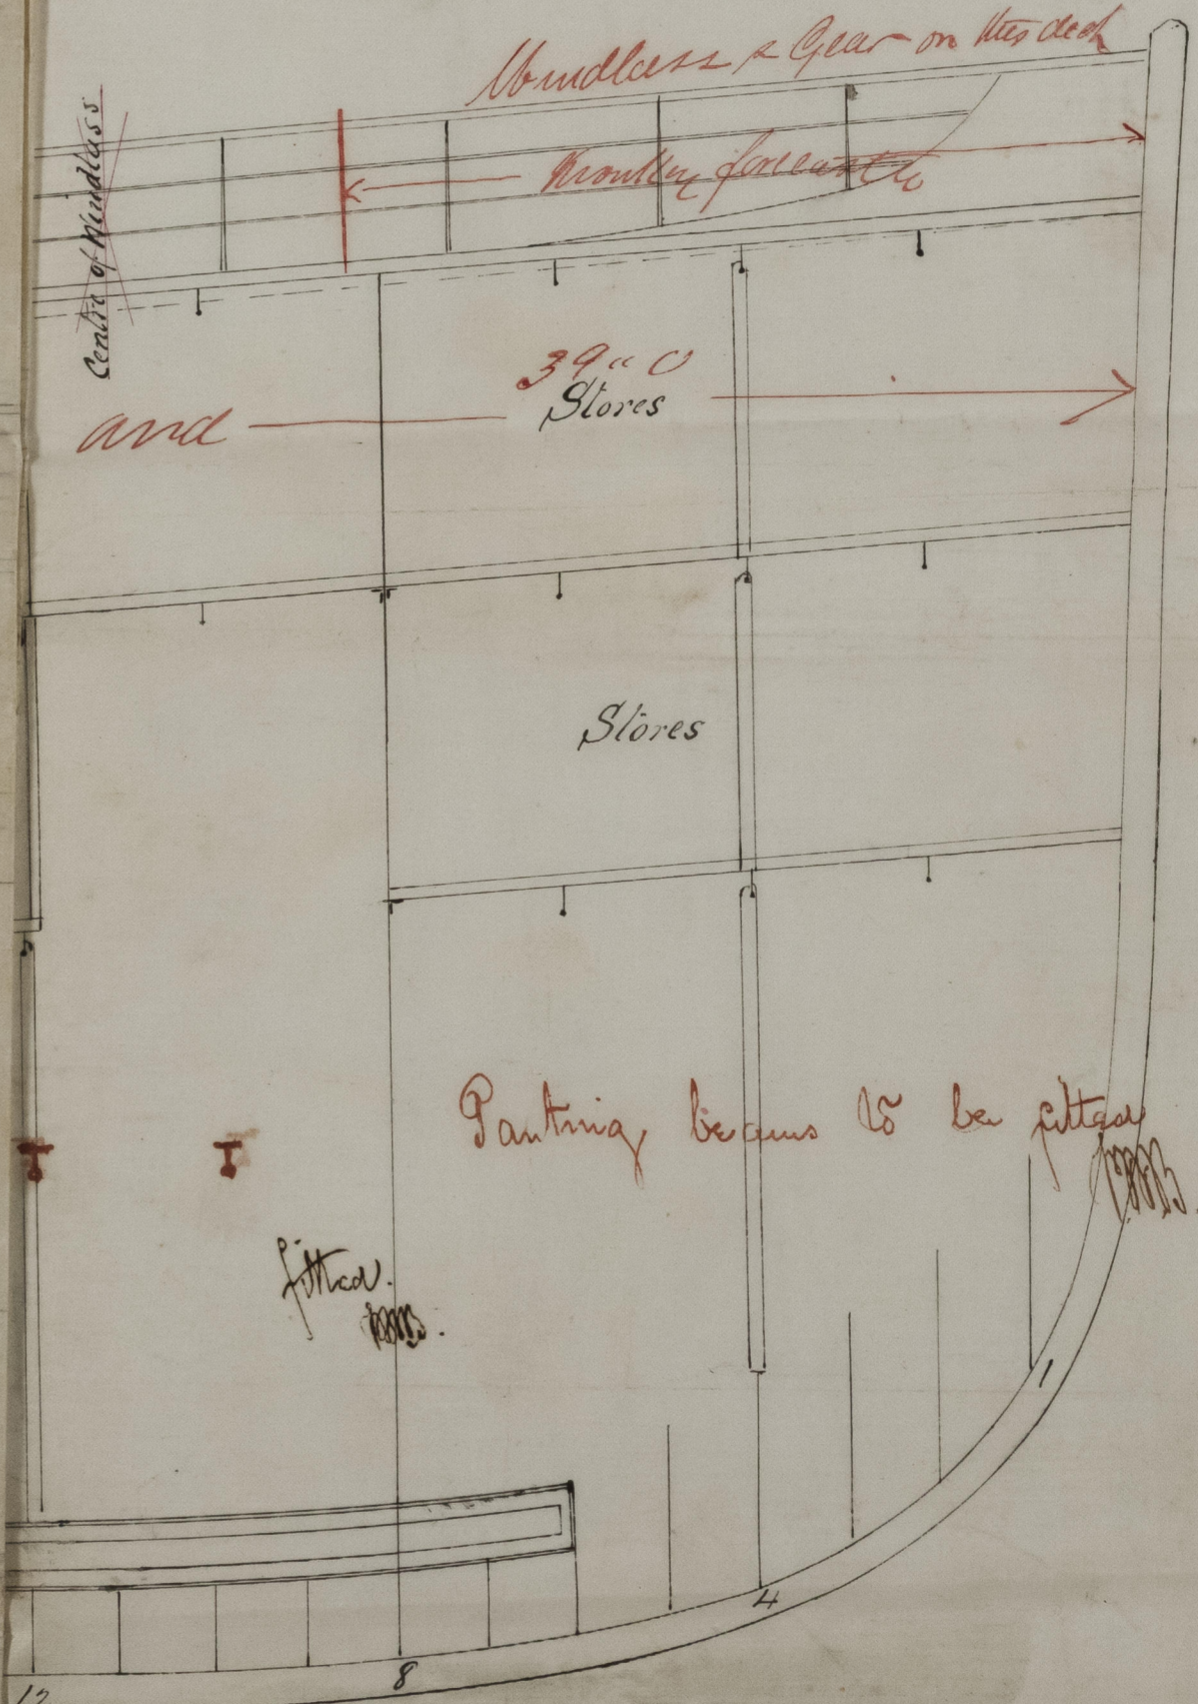 Windlass & Gear on this deck
Centre of Windlass
Monkey forecastle
39" 0
and
Stores
Stores
Panting beams to be fitted
fitted.
1
4
8
12